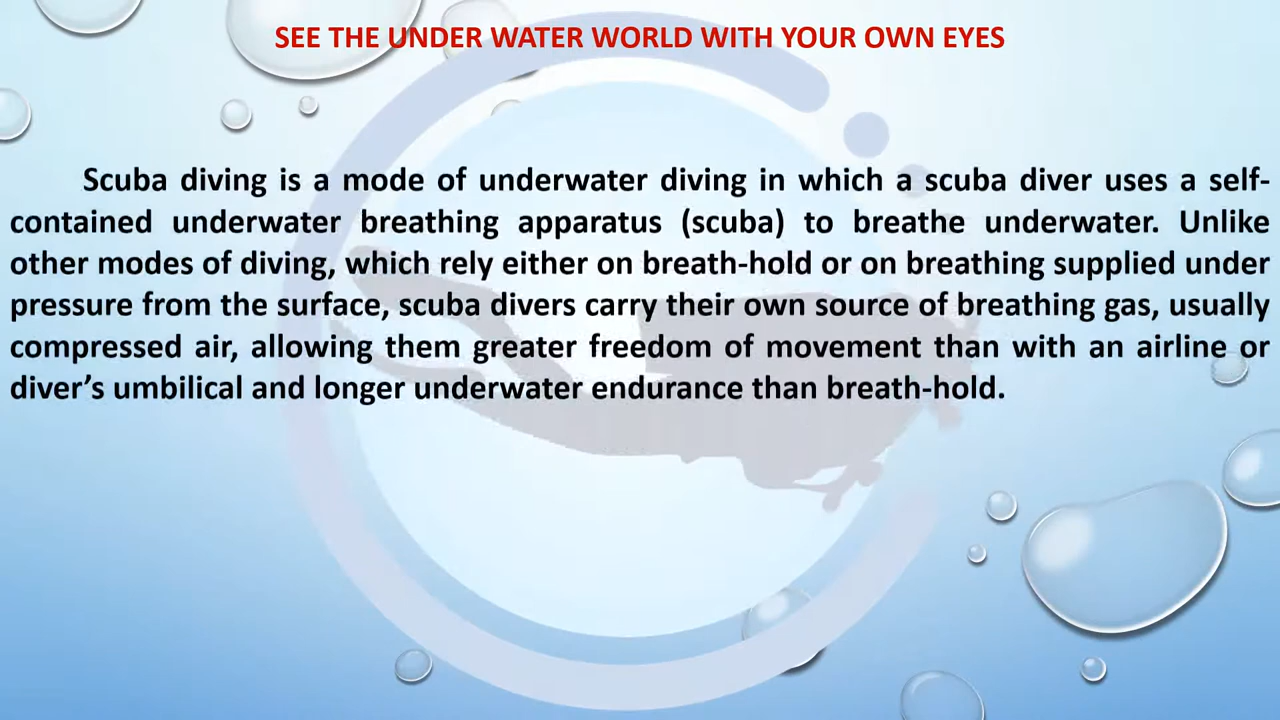 SEE THE UNDER WATER WORLD WITH YOUR OWN EYES
Scuba diving is a mode of underwater diving in which a scuba diver uses a self-
contained underwater breathing apparatus (scuba) to breathe underwater. Unlike
other modes of diving, which rely either on breath-hold or on breathing supplied under
pressure from the surface, scuba divers carry their own source of breathing gas, usually
compressed air, allowing them greater freedom of movement than with an airline or
diver’s umbilical and longer underwater endurance than breath-hold.